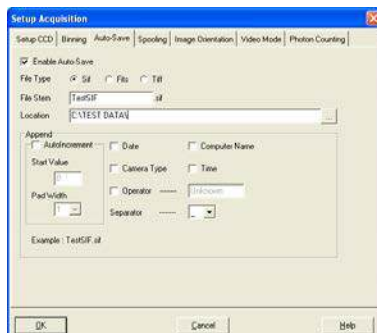 Setup Acquisition
Setup CCD Binning Auto-Save Spooling Image Orientation Video Mode Photon Counting
Enable Auto-Save
File Type Sif Fits Tiff
File Stem TestSIF .sif
Location C:\TEST DATA\ ...
Append
AutoIncrement Date Computer Name
Start Value Camera Type Time
0
Operator Unknown
Pad Width
1
Separator _
Example : TestSIF.sif
OK Cancel Help